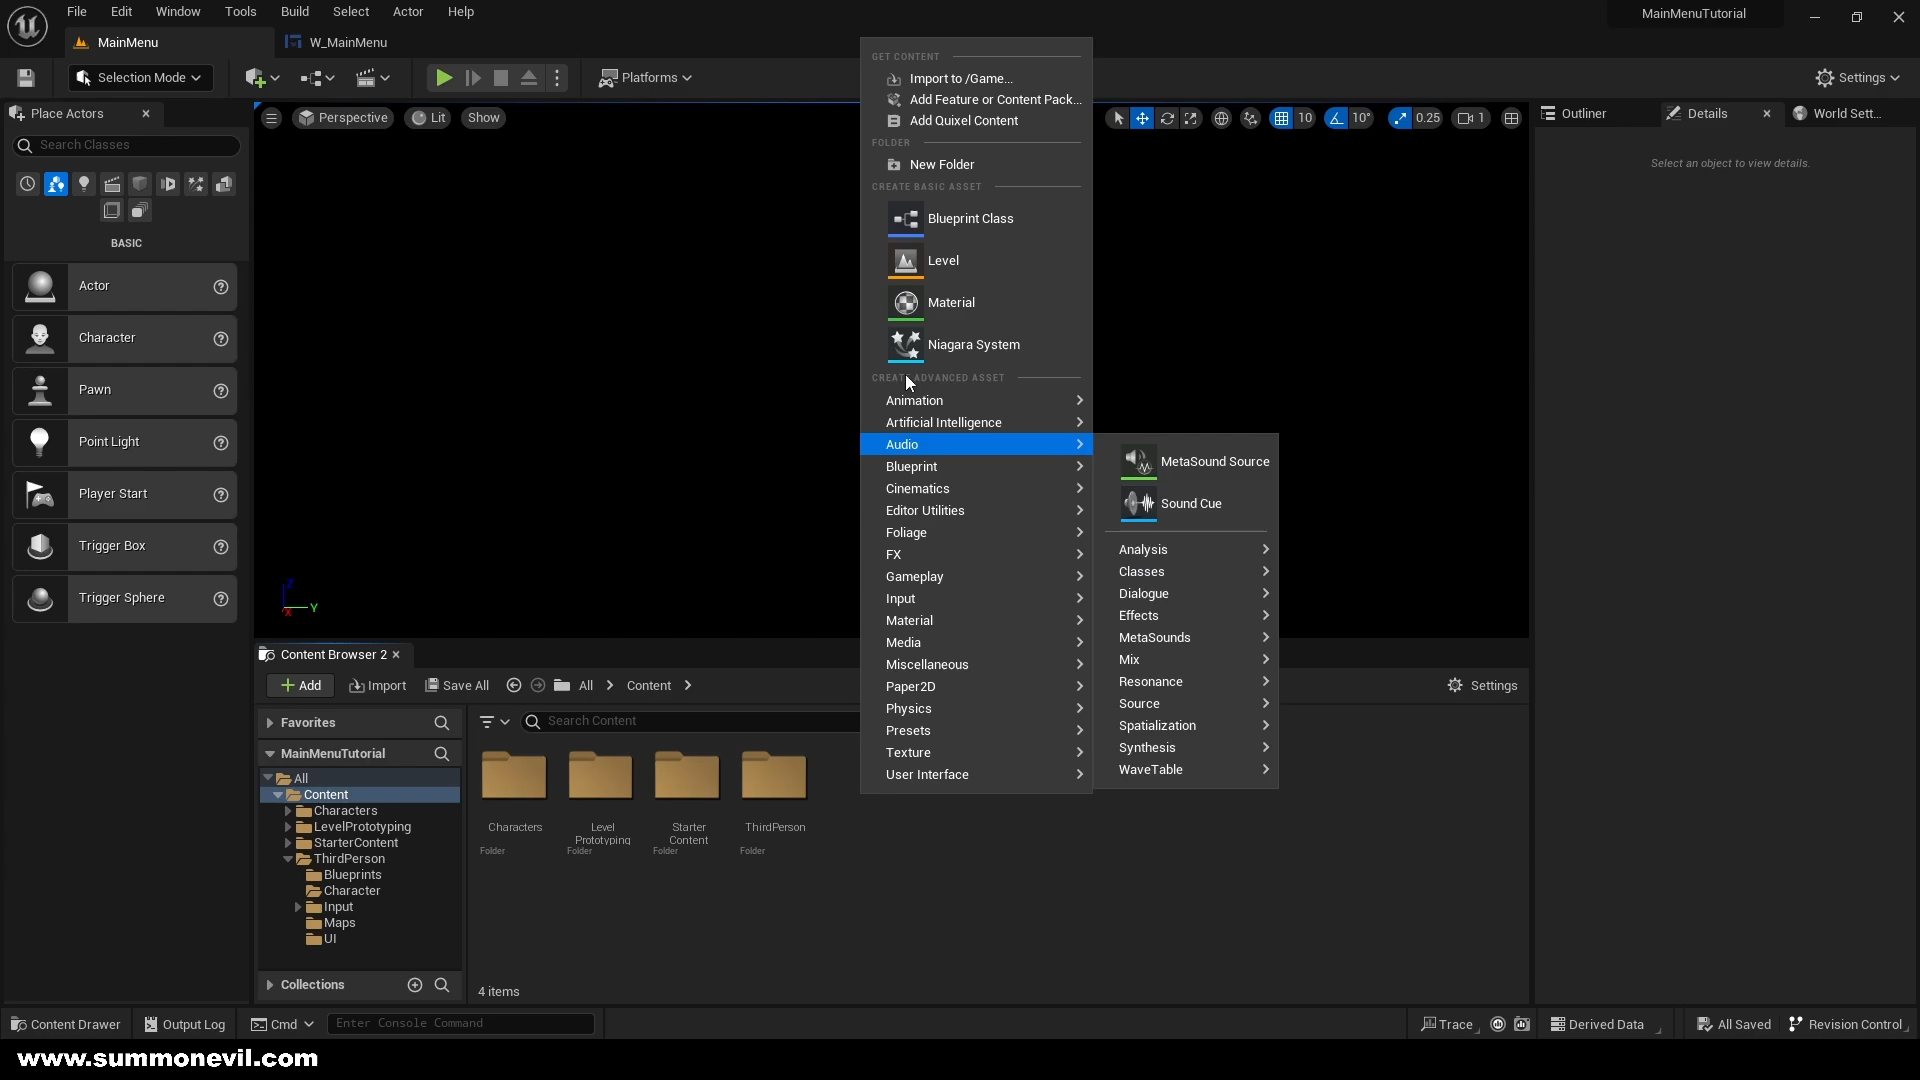 File Edit Window Tools Build Select Actor Help
MainMenuTutorial
MainMenu
W_MainMenu
Selection Mode
Platforms
Settings
Place Actors
Search Classes
BASIC
Actor
Character
Pawn
Point Light
Player Start
Trigger Box
Trigger Sphere
Perspective
Lit
Show
10
10°
0.25
1
Z
X
Y
GET CONTENT
Import to /Game...
Add Feature or Content Pack...
Add Quixel Content
FOLDER
New Folder
CREATE BASIC ASSET
Blueprint Class
Level
Material
Niagara System
CREATE ADVANCED ASSET
Animation
Artificial Intelligence
Audio
Blueprint
Cinematics
Editor Utilities
Foliage
FX
Gameplay
Input
Material
Media
Miscellaneous
Paper2D
Physics
Presets
Texture
User Interface
MetaSound Source
Sound Cue
Analysis
Classes
Dialogue
Effects
MetaSounds
Mix
Resonance
Source
Spatialization
Synthesis
WaveTable
Outliner
Details
World Sett...
Select an object to view details.
Content Browser 2
Add
Import
Save All
All
Content
Settings
Favorites
MainMenuTutorial
All
Content
Characters
LevelPrototyping
StarterContent
ThirdPerson
Blueprints
Character
Input
Maps
UI
Collections
Search Content
Characters
Folder
Level
Prototyping
Folder
Starter
Content
Folder
ThirdPerson
Folder
4 items
Content Drawer
Output Log
Cmd
Enter Console Command
Trace
Derived Data
All Saved
Revision Control
www.summonevil.com